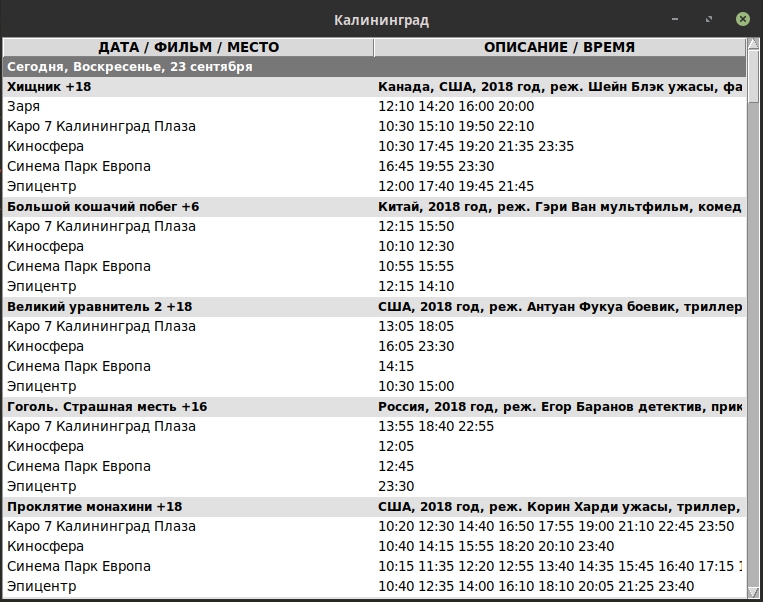 Калининград
ДАТА / ФИЛЬМ / МЕСТО ОПИСАНИЕ / ВРЕМЯ
Сегодня, Воскресенье, 23 сентября
Хищник +18 Канада, США, 2018 год, реж. Шейн Блэк ужасы,
Заря 12:10 14:20 16:00 20:00
Каро 7 Калининград Плаза 10:30 15:10 19:50 22:10
Киносфера 10:30 17:45 19:20 21:35 23:35
Синема Парк Европа 16:45 19:55 23:30
Эпицентр 12:00 17:40 19:45 21:45
Большой кошачий побег +6 Китай, 2018 год, реж. Гэри Ван мультфильм, комед
Каро 7 Калининград Плаза 12:15 15:50
Киносфера 10:10 12:30
Синема Парк Европа 10:55 15:55
Эпицентр 12:15 14:10
Великий уравнитель 2 +18 США, 2018 год, реж. Антуан Фукуа боевик, триллер
Каро 7 Калининград Плаза 13:05 18:05
Киносфера 16:05 23:30
Синема Парк Европа 14:15
Эпицентр 10:30 15:00
Гоголь. Страшная месть +16 Россия, 2018 год, реж. Егор Баранов детектив, прик
Каро 7 Калининград Плаза 13:55 18:40 22:55
Киносфера 12:05
Синема Парк Европа 12:45
Эпицентр 23:30
Проклятие монахини +18 США, 2018 год, реж. Корин Харди ужасы, триллер,
Каро 7 Калининград Плаза 10:20 12:30 14:40 16:50 17:55 19:00 21:10 22:45 23:50
Киносфера 10:40 14:15 15:55 18:20 20:10 23:40
Синема Парк Европа 10:15 11:35 12:20 12:55 13:40 14:35 15:45 16:40 17:15
Эпицентр 10:40 12:35 14:00 16:10 18:10 20:05 21:25 23:40